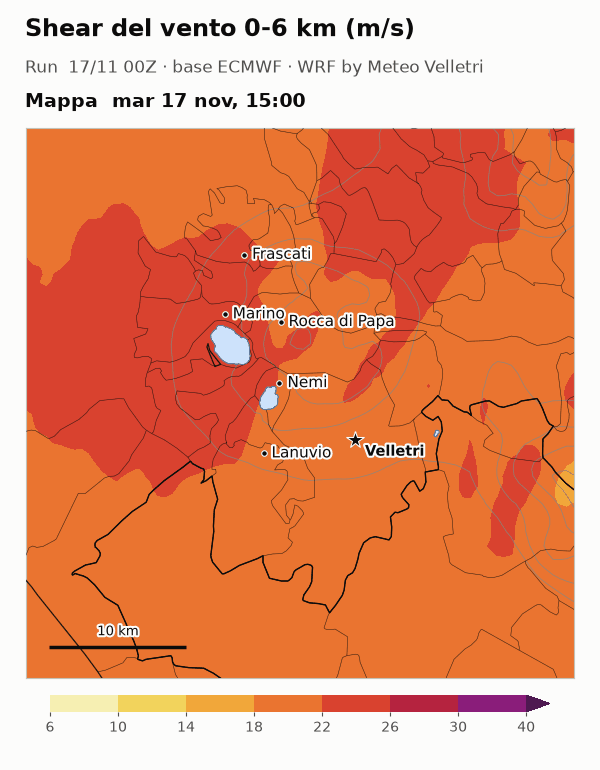 Shear del vento 0-6 km (m/s)
Run  17/11 00Z · base ECMWF · WRF by Meteo Velletri
Mappa  mar 17 nov, 15:00
Frascati
Marino
Rocca di Papa
Nemi
Velletri
Lanuvio
10 km
6 10 14 18 22 26 30 40